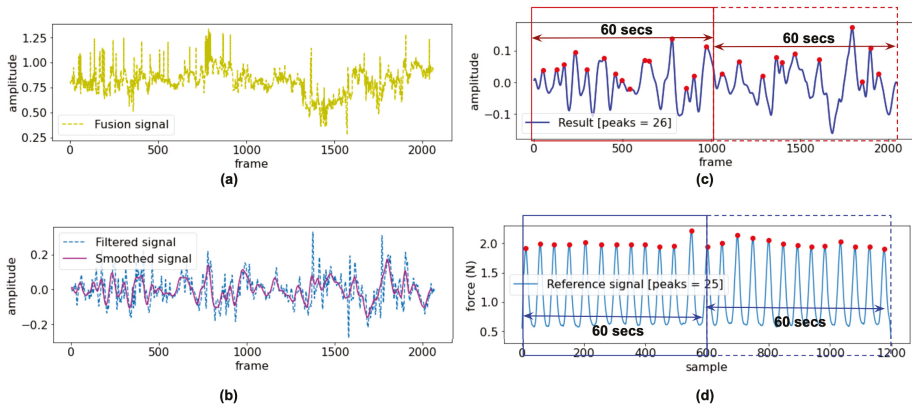 1.25
1.00
0.75
0.50
0.25
amplitude
Fusion signal
0 500 1000 1500 2000
frame
(a)
60 secs
60 secs
0.1
0.0
−0.1
amplitude
Result [peaks = 26]
0 500 1000 1500 2000
frame
(c)
0.2
0.0
−0.2
amplitude
Filtered signal
Smoothed signal
0 500 1000 1500 2000
frame
(b)
2.0
1.5
1.0
0.5
force (N)
Reference signal [peaks = 25]
60 secs
60 secs
0 200 400 600 800 1000 1200
sample
(d)